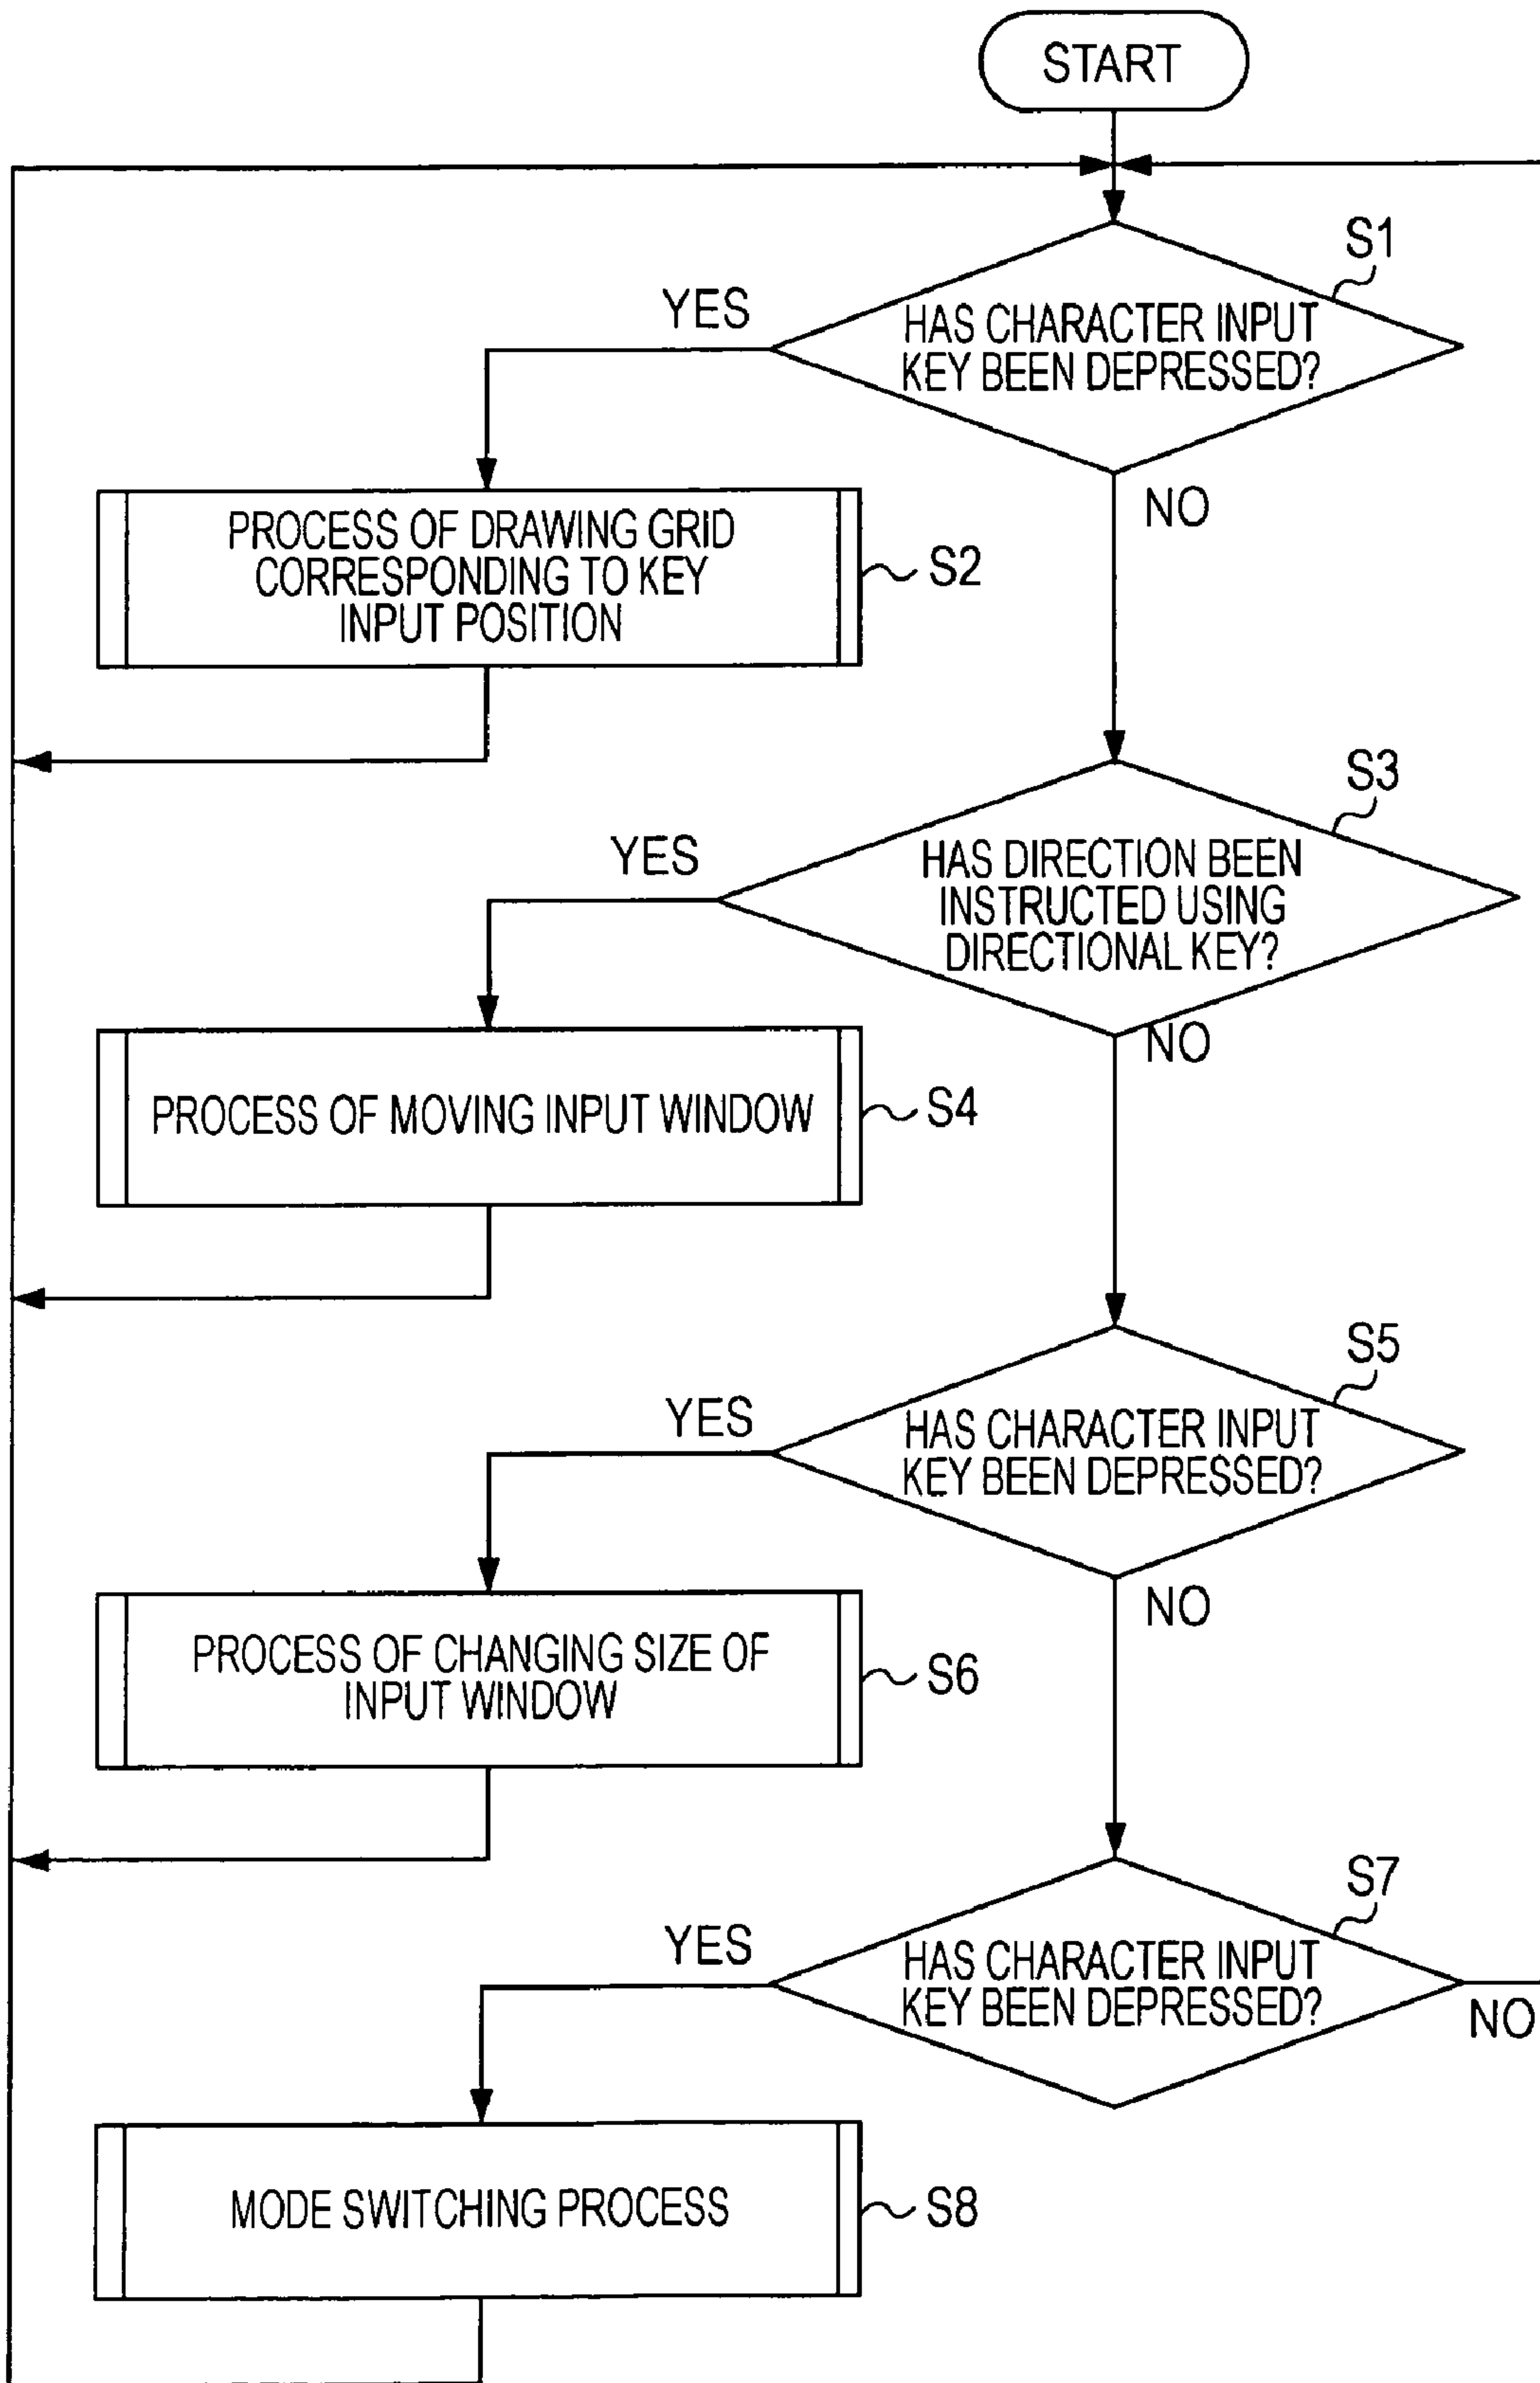 START
S1
YES
HAS CHARACTER INPUT
KEY BEEN DEPRESSED?
NO
PROCESS OF DRAWING GRID
CORRESPONDING TO KEY
INPUT POSITION
S2
S3
YES
HAS DIRECTION BEEN
INSTRUCTED USING
DIRECTIONAL KEY?
NO
PROCESS OF MOVING INPUT WINDOW
S4
S5
YES
HAS CHARACTER INPUT
KEY BEEN DEPRESSED?
NO
PROCESS OF CHANGING SIZE OF
INPUT WINDOW
S6
S7
YES
HAS CHARACTER INPUT
KEY BEEN DEPRESSED?
NO
MODE SWITCHING PROCESS
S8